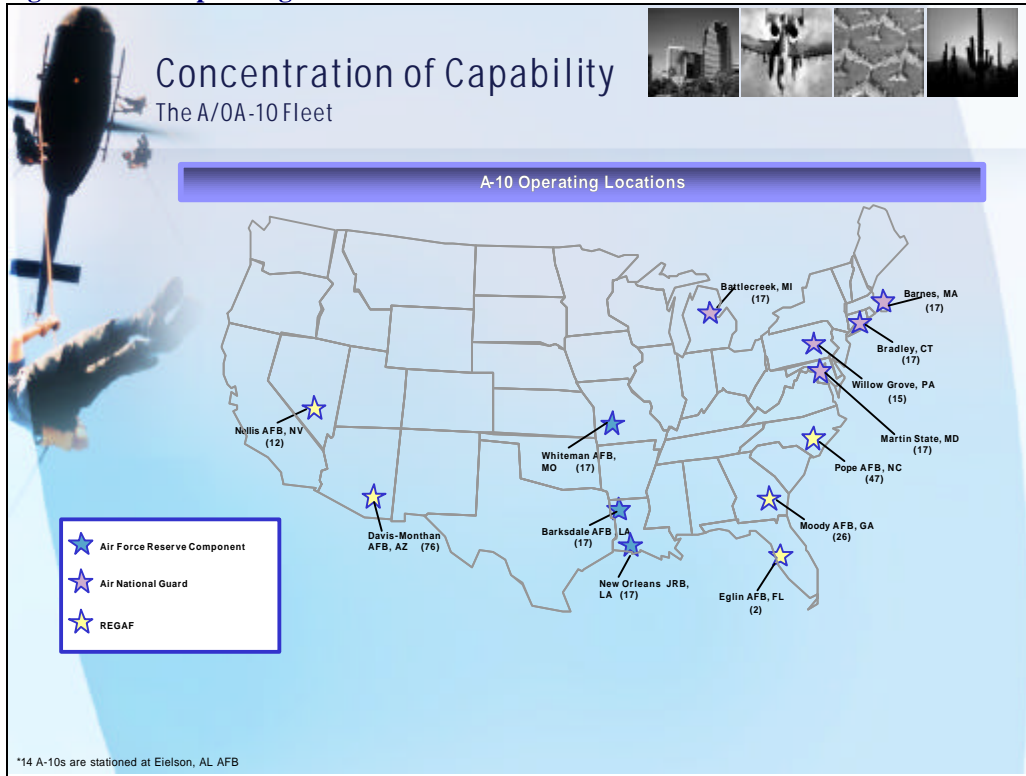 Concentration of Capability
The A/OA-10 Fleet
A-10 Operating Locations
Battlecreek, MI
(17)
Barnes, MA
(17)
Bradley, CT
(17)
Willow Grove, PA
(15)
Martin State, MD
(17)
Pope AFB, NC
(47)
Nellis AFB, NV
(12)
Whiteman AFB,
MO (17)
Davis-Monthan
AFB, AZ (76)
Barksdale AFB LA
(17)
Moody AFB, GA
(26)
New Orleans JRB,
LA (17)
Eglin AFB, FL
(2)
Air Force Reserve Component
Air National Guard
REGAF
*14 A-10s are stationed at Eielson, AL AFB